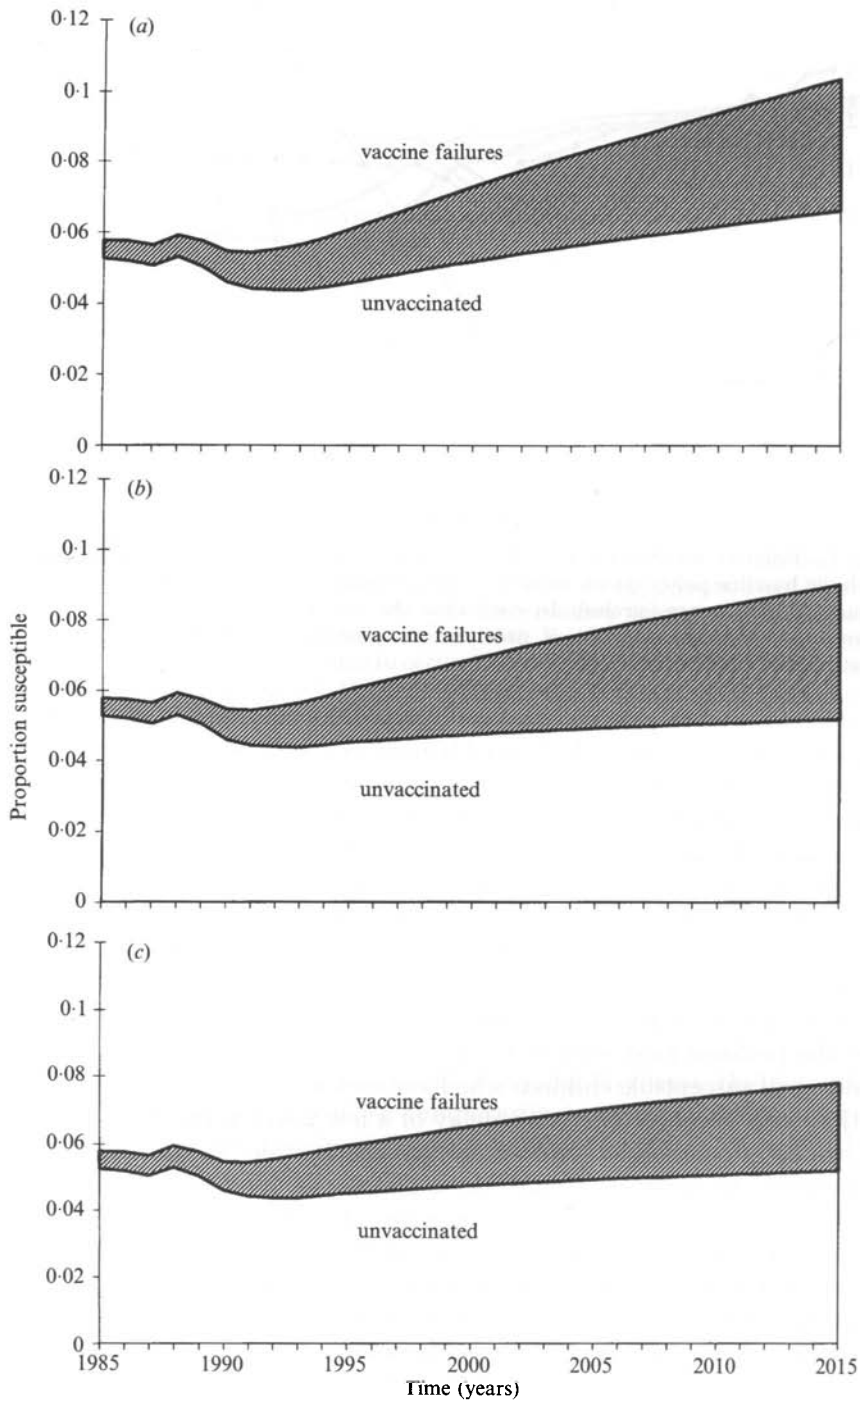 0·12
(a)
0·1
0·08
vaccine failures
0·06
0·04
unvaccinated
0·02
0
0·12
(b)
0·1
0·08
vaccine failures
0·06
0·04
unvaccinated
0·02
0
Proportion susceptible
0·12
(c)
0·1
0·08
vaccine failures
0·06
0·04
unvaccinated
0·02
0
1985 1990 1995 2000 2005 2010 2015
Time (years)